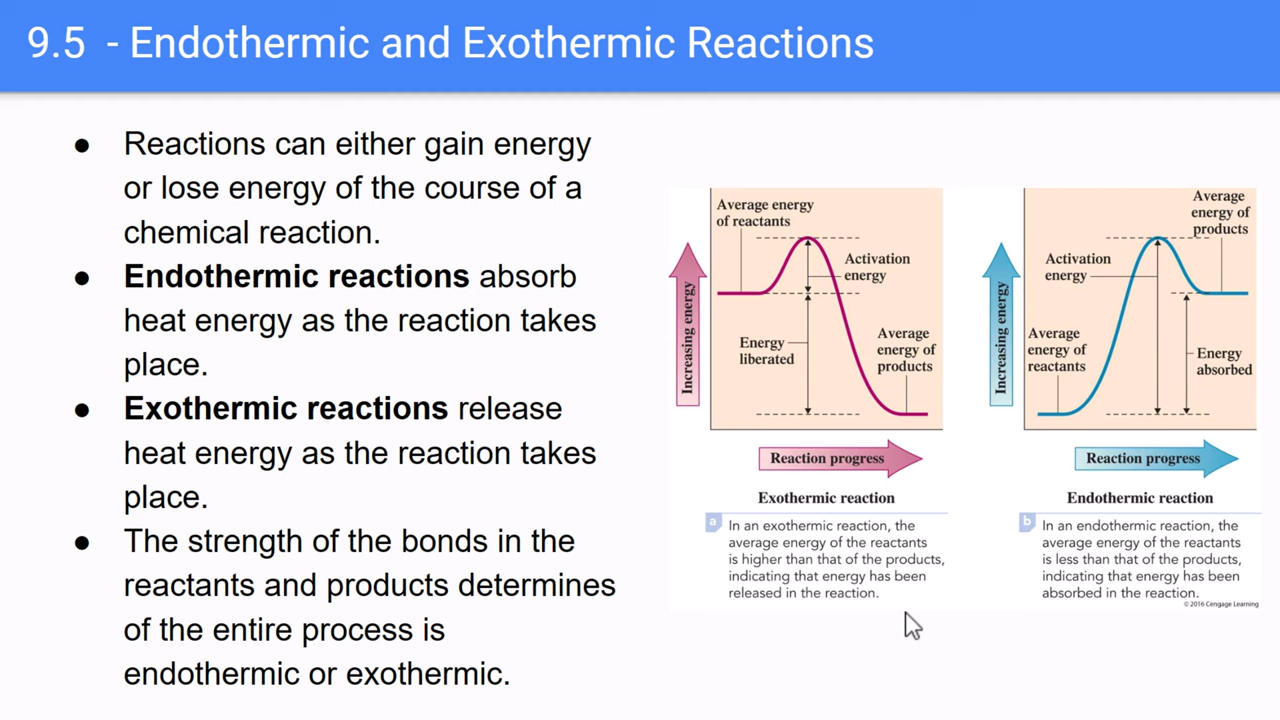 9.5 - Endothermic and Exothermic Reactions
● Reactions can either gain energy
or lose energy of the course of a
chemical reaction.
● Endothermic reactions absorb
heat energy as the reaction takes
place.
● Exothermic reactions release
heat energy as the reaction takes
place.
● The strength of the bonds in the
reactants and products determines
of the entire process is
endothermic or exothermic.
Average energy
of reactants
Activation
energy
Increasing energy
Energy
liberated
Average
energy of
products
Reaction progress
Exothermic reaction
a In an exothermic reaction, the
average energy of the reactants
is higher than that of the products,
indicating that energy has been
released in the reaction.
Average
energy of
products
Activation
energy
Increasing energy
Average
energy of
reactants
Energy
absorbed
Reaction progress
Endothermic reaction
b In an endothermic reaction, the
average energy of the reactants
is less than that of the products,
indicating that energy has been
absorbed in the reaction.
© 2016 Cengage Learning